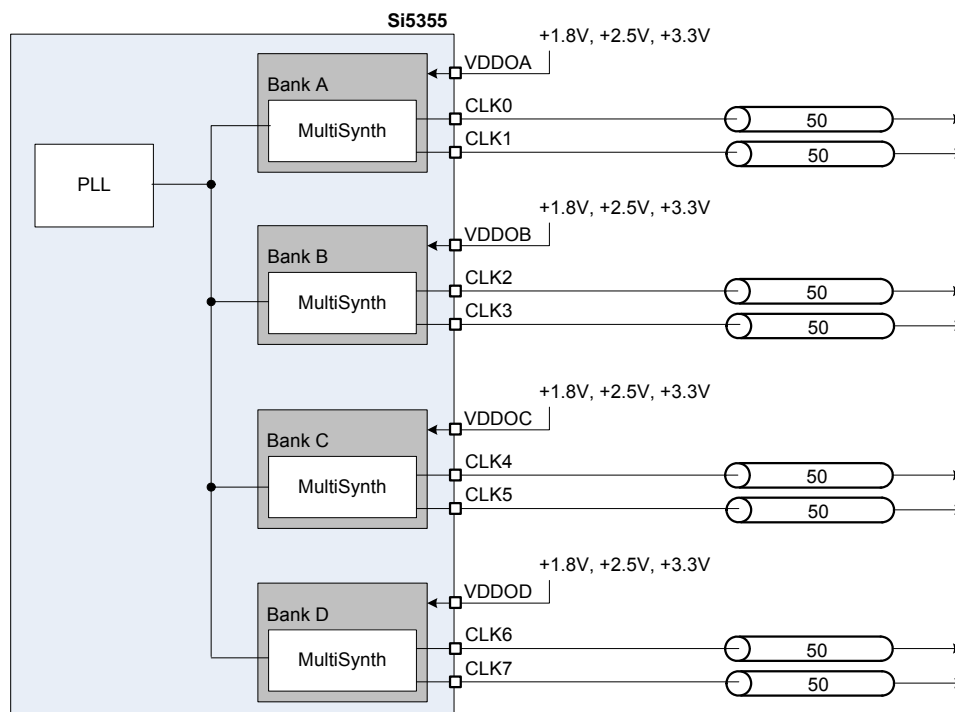 Si5355
+1.8V, +2.5V, +3.3V
VDDOA
Bank A
CLK0
MultiSynth
50
CLK1
50
PLL
+1.8V, +2.5V, +3.3V
VDDOB
Bank B
CLK2
MultiSynth
50
CLK3
50
+1.8V, +2.5V, +3.3V
VDDOC
Bank C
CLK4
MultiSynth
50
CLK5
50
+1.8V, +2.5V, +3.3V
VDDOD
Bank D
CLK6
MultiSynth
50
CLK7
50